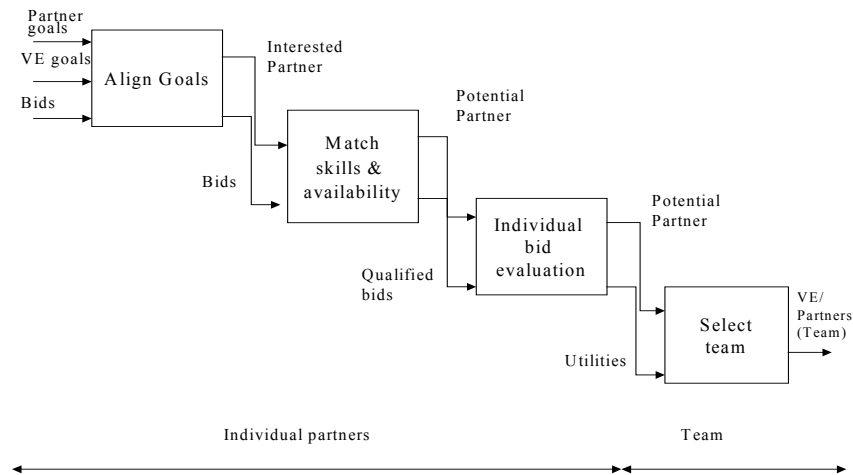 Partner
goals
VE goals
Bids
Align Goals
Interested
Partner
Bids
Match
skills &
availability
Potential
Partner
Qualified
bids
Individual
bid
evaluation
Potential
Partner
Utilities
Select
team
VE/
Partners
(Team)
Individual partners
Team